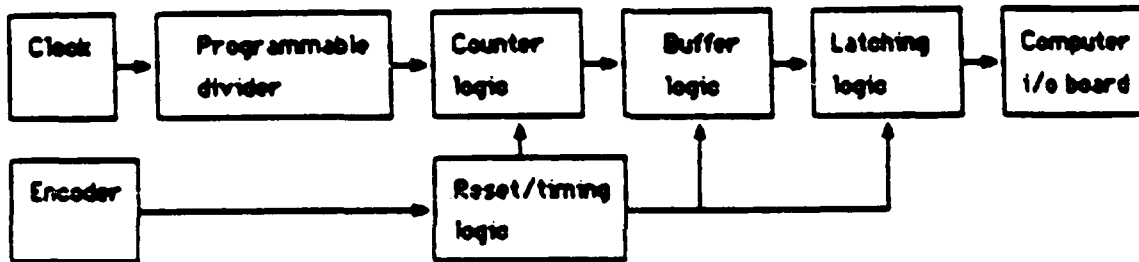 Clock
Programmable
divider
Counter
logic
Buffer
logic
Latching
logic
Computer
i/o board
Encoder
Reset/timing
logic